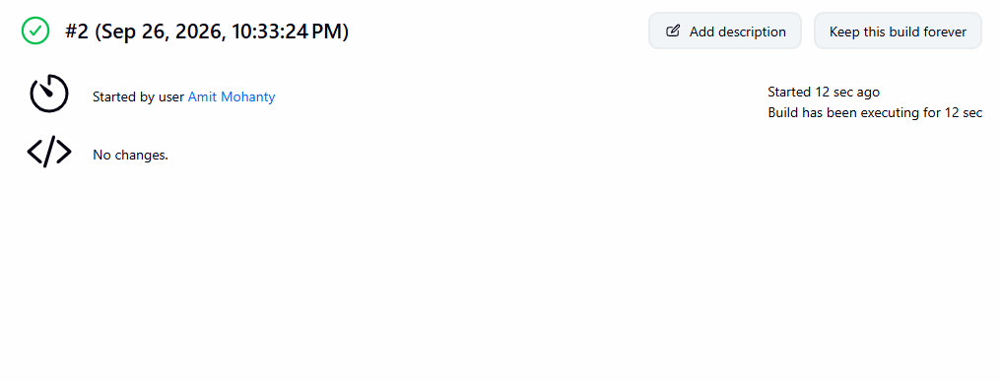 #2 (Sep 26, 2026, 10:33:24 PM)
Add description
Keep this build forever
Started by user Amit Mohanty
Started 12 sec ago
Build has been executing for 12 sec
No changes.